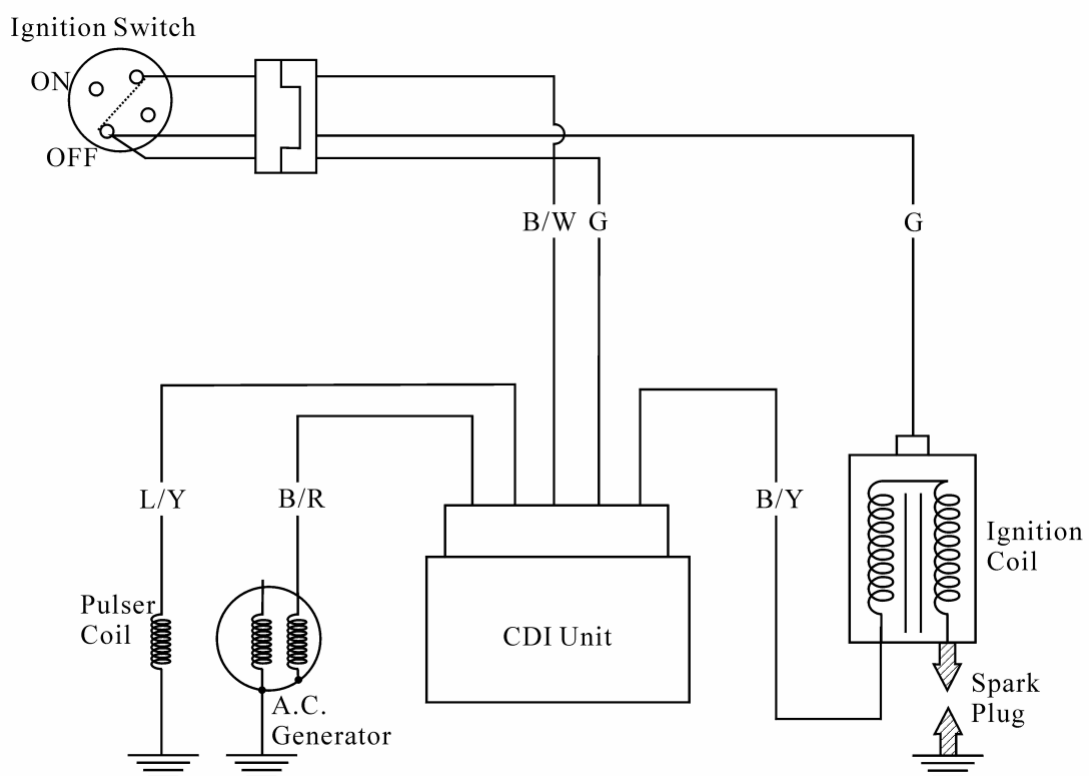 Ignition Switch
ON
OFF
B/W
G
G
L/Y
B/R
B/Y
Ignition
Coil
Pulser
Coil
CDI Unit
A.C.
Generator
Spark
Plug